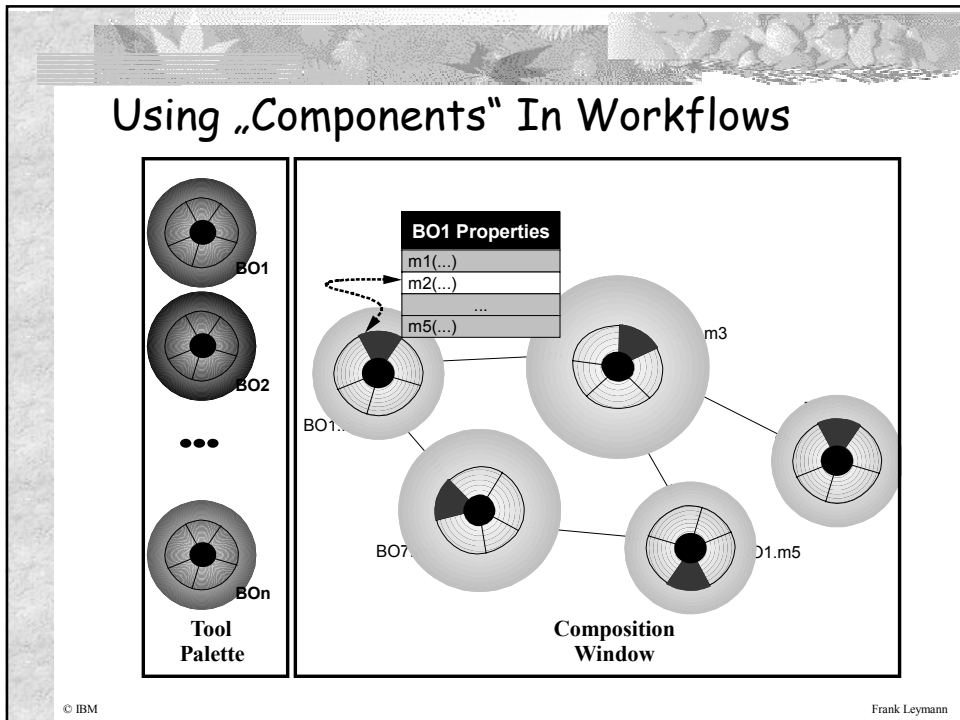 Using „Components“ In Workflows
BO1
BO2
BOn
Tool
Palette
BO1 Properties
m1(...)
m2(...)
...
m5(...)
m3
BO1.
BO7.
O1.m5
Composition
Window
© IBM
Frank Leymann